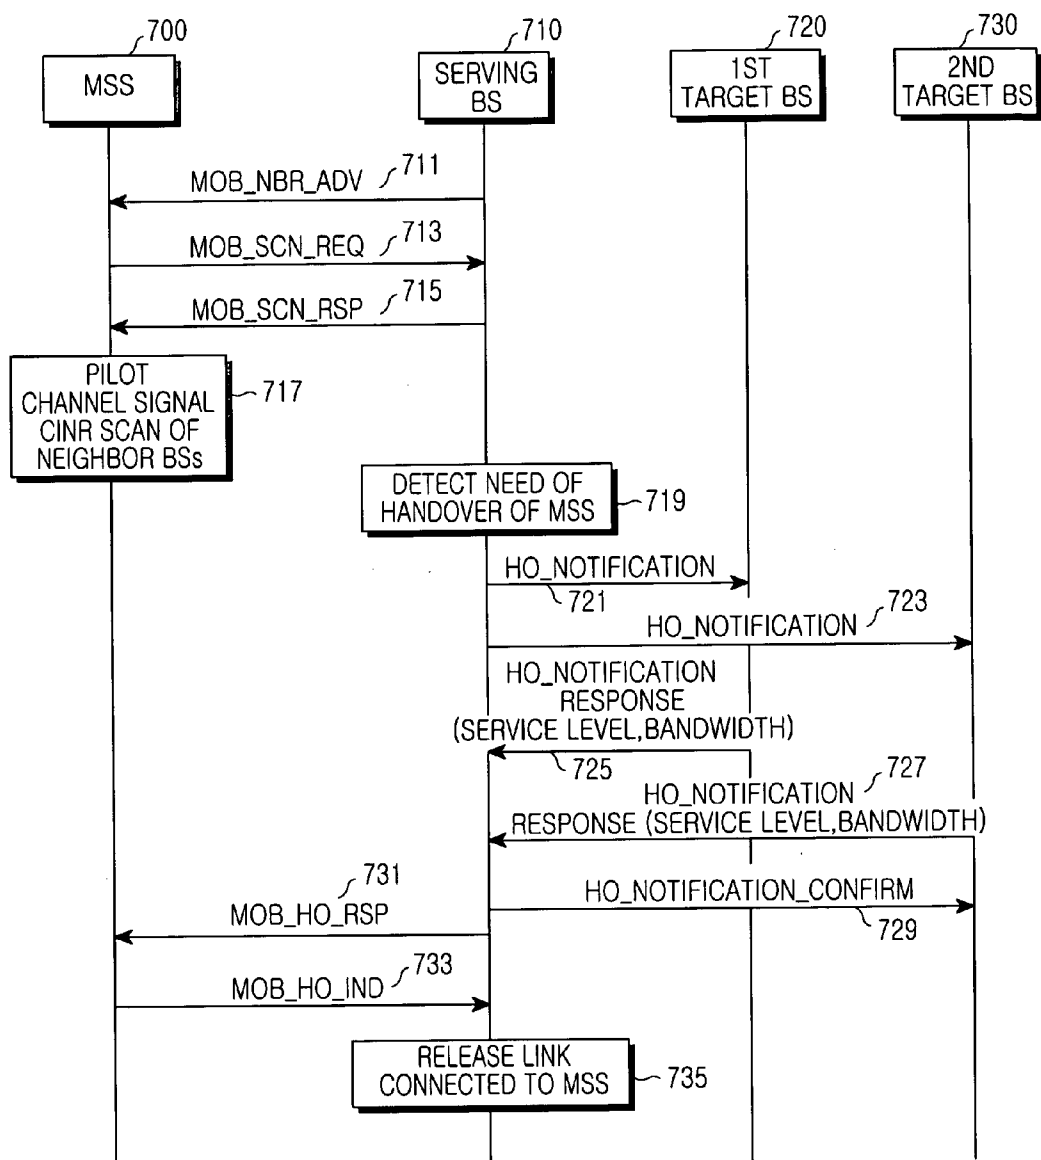 700
710
720
730
MSS
SERVING
BS
1ST
TARGET BS
2ND
TARGET BS
711
MOB_NBR_ADV
713
MOB_SCN_REQ
715
MOB_SCN_RSP
PILOT
CHANNEL SIGNAL
CINR SCAN OF
NEIGHBOR BSs
717
DETECT NEED OF
HANDOVER OF MSS
719
HO_NOTIFICATION
721
723
HO_NOTIFICATION
HO_NOTIFICATION
RESPONSE
(SERVICE LEVEL,BANDWIDTH)
725
727
HO_NOTIFICATION
RESPONSE (SERVICE LEVEL,BANDWIDTH)
731
HO_NOTIFICATION_CONFIRM
MOB_HO_RSP
729
733
MOB_HO_IND
RELEASE LINK
CONNECTED TO MSS
735